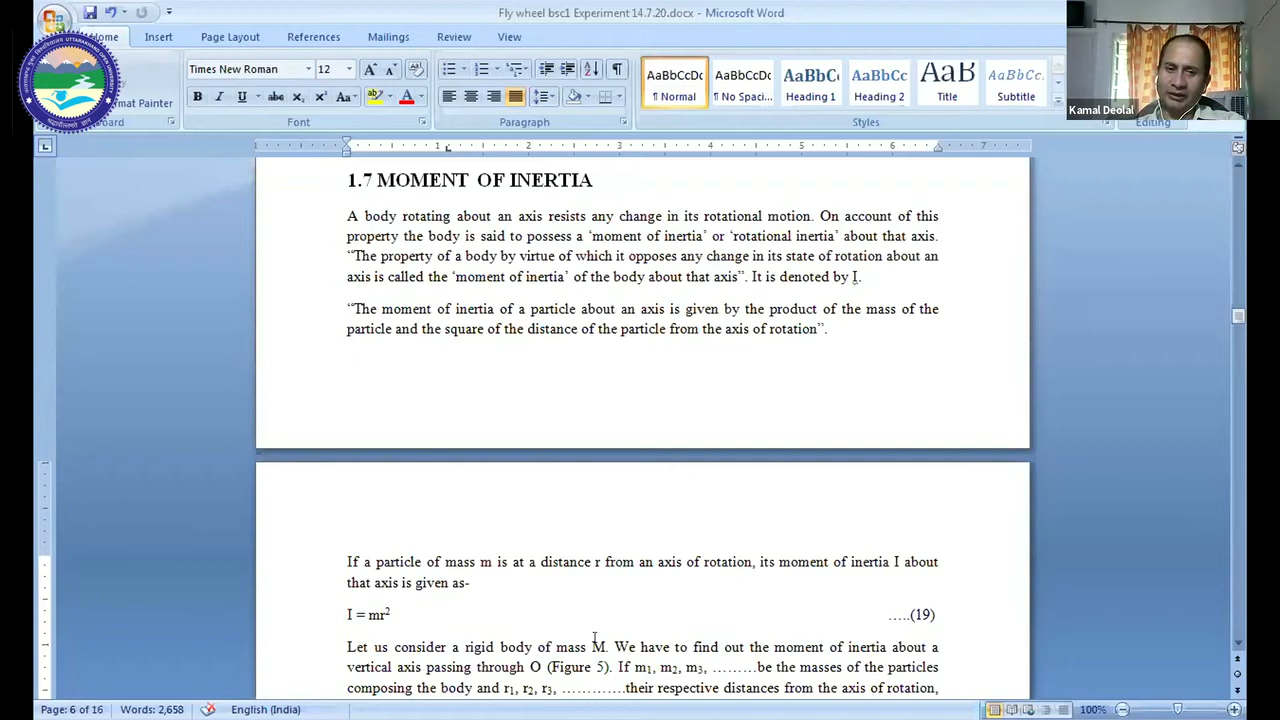 Fly wheel bsc1 Experiment 14.7.20.docx - Microsoft Word
Home Insert Page Layout References Mailings Review View
Times New Roman 12
AaBbCcDc AaBbCcDc AaBbC AaBbCc AaB AaBbCc.
¶ Normal ¶ No Spaci... Heading 1 Heading 2 Title Subtitle
mat Painter
Font Paragraph Styles Editing
Kamal Deolal
1 1 2 3 4 5 6 7
1.7 MOMENT OF INERTIA
A body rotating about an axis resists any change in its rotational motion. On account of this
property the body is said to possess a ‘moment of inertia’ or ‘rotational inertia’ about that axis.
“The property of a body by virtue of which it opposes any change in its state of rotation about an
axis is called the ‘moment of inertia’ of the body about that axis”. It is denoted by I.
“The moment of inertia of a particle about an axis is given by the product of the mass of the
particle and the square of the distance of the particle from the axis of rotation”.
If a particle of mass m is at a distance r from an axis of rotation, its moment of inertia I about
that axis is given as-
I = mr² …..(19)
Let us consider a rigid body of mass M. We have to find out the moment of inertia about a
vertical axis passing through O (Figure 5). If m₁, m₂, m₃, ………be the masses of the particles
composing the body and r₁, r₂, r₃, ………….their respective distances from the axis of rotation,
Page: 6 of 16 Words: 2,658 English (India) 100%